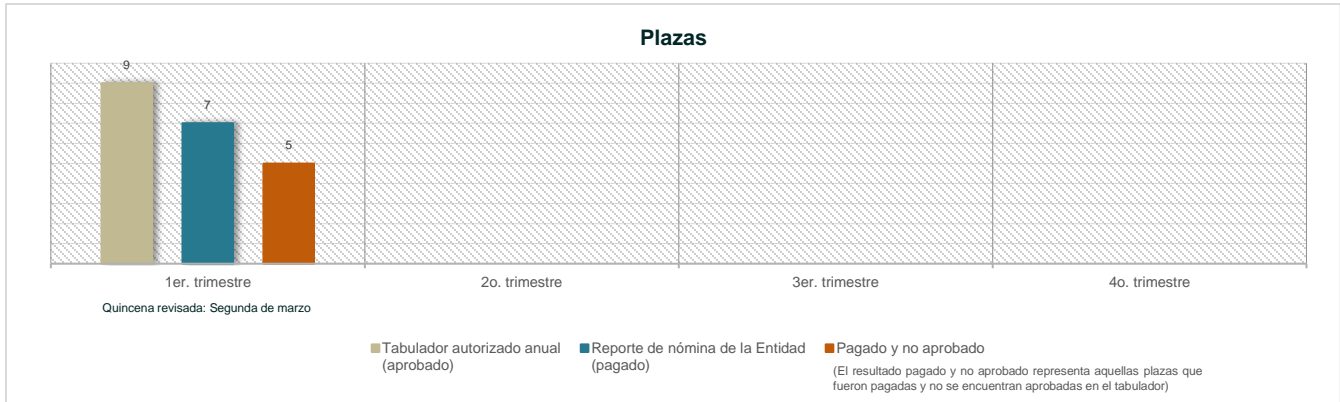 Plazas
9
7
5
1er. trimestre
2o. trimestre
3er. trimestre
4o. trimestre
Quincena revisada: Segunda de marzo
Tabulador autorizado anual
(aprobado)
Reporte de nómina de la Entidad
(pagado)
Pagado y no aprobado
(El resultado pagado y no aprobado representa aquellas plazas que
fueron pagadas y no se encuentran aprobadas en el tabulador)